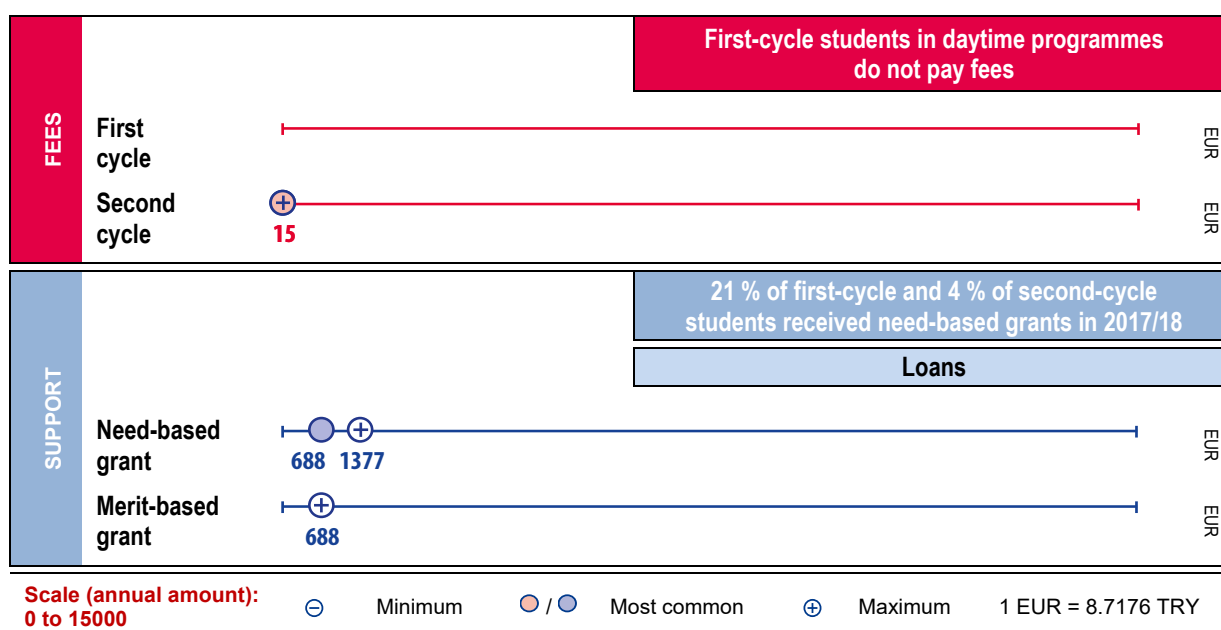 First-cycle students in daytime programmes
do not pay fees
FEES
First
cycle
EUR
Second
cycle
15
EUR
21 % of first-cycle and 4 % of second-cycle
students received need-based grants in 2017/18
Loans
SUPPORT
Need-based
grant
688 1377
EUR
Merit-based
grant
688
EUR
Scale (annual amount):
0 to 15000
Minimum / Most common Maximum 1 EUR = 8.7176 TRY